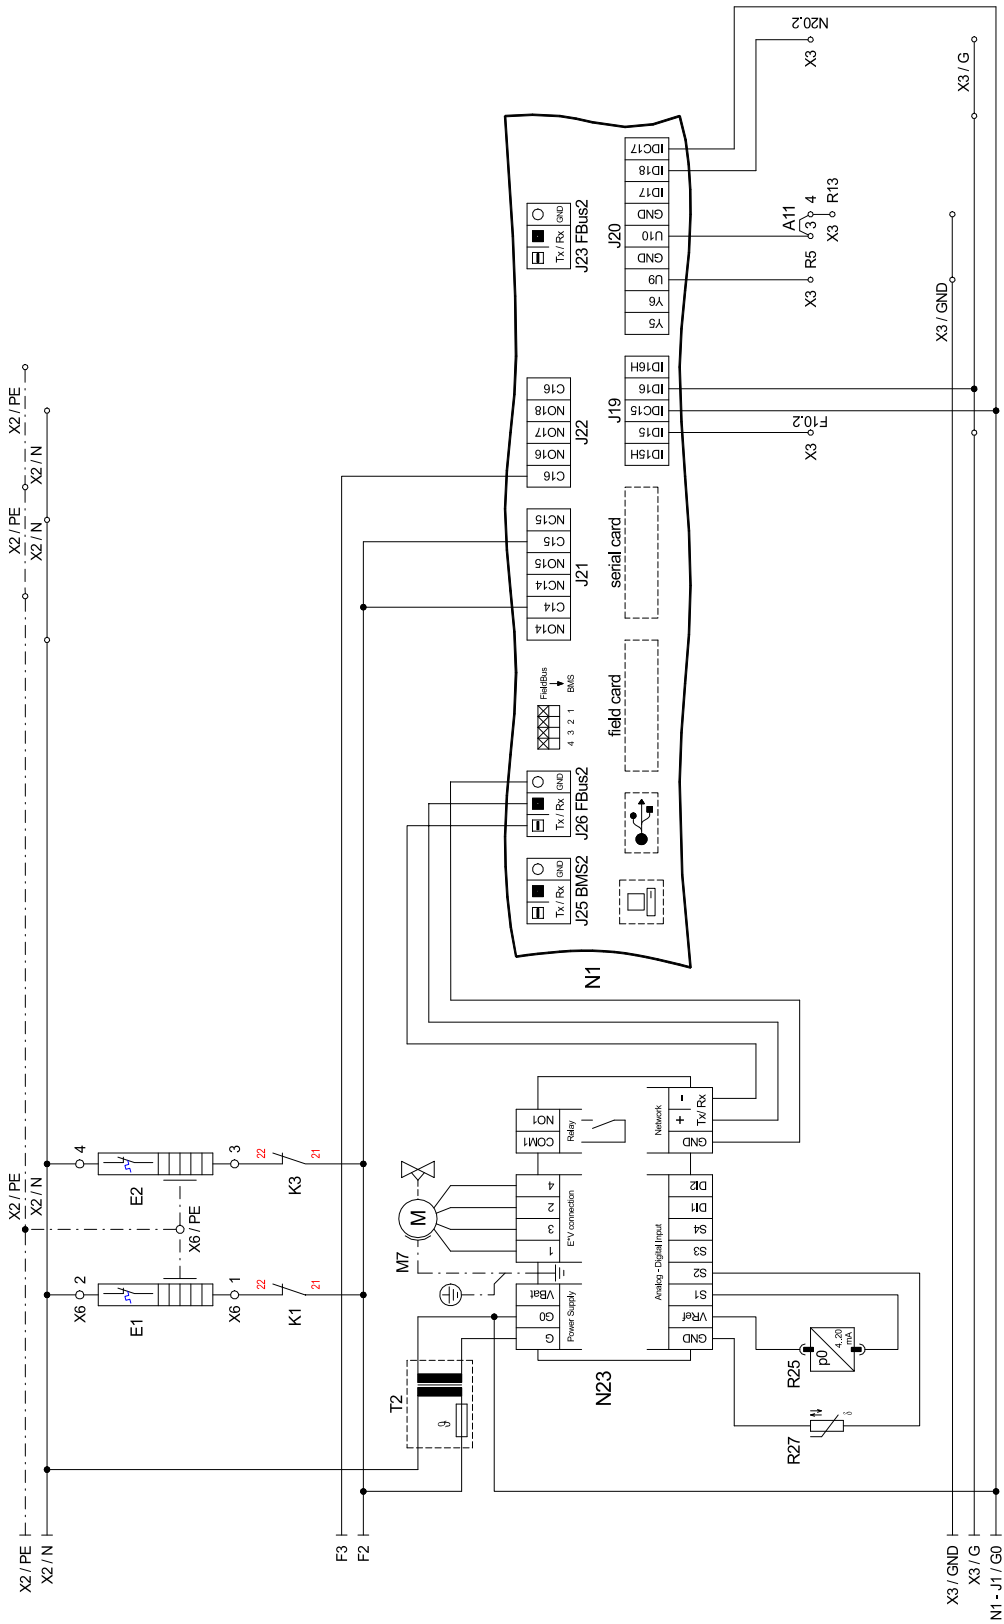 X2 / PE
X2 / N
F3
F2
X3 / GND
X3 / G
N1 - J1 / G0
X2 / PE
X2 / N
X2 / PE
X2 / N
X2 / PE
X2 / N
X6 2
E1
X6 1
22
21
K1
4
E2
3
22
21
K3
X6 / PE
T2
ϑ
M7
M
N23
G
G0
VBat
Power Supply
1
3
2
4
E*V connection
COM1
NO1
Relay
GND
VRef
S1
S2
S3
S4
DI1
DI2
Analog - Digital Input
GND
+
-
Tx/ Rx
Network
R27
δ
R25
p0
4..20
mA
N1
Tx / Rx
GND
J25 BMS2
Tx / Rx
GND
J26 FBus2
4 3 2 1
FieldBus
BMS
field card
serial card
NO14
C14
NC14
NO15
C15
NC15
J21
C16
NO16
NO17
NO18
C16
J22
Tx / Rx
GND
J23 FBus2
ID15H
ID15
IDC15
ID16
ID16H
J19
Y5
Y6
U9
GND
U10
GND
ID17
ID18
IDC17
J20
X3
F10.2
X3
R5
X3
3
4
A11
R13
X3
N20.2
X3 / GND
X3 / G